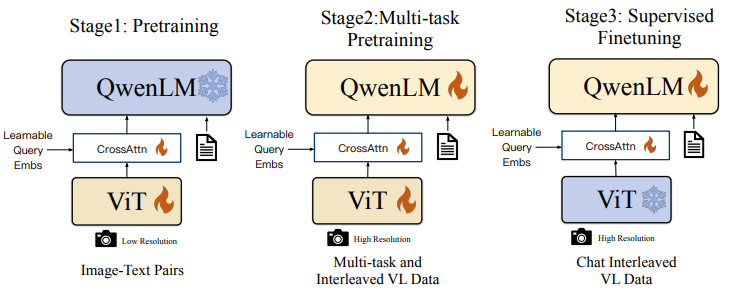 Stage1: Pretraining
QwenLM
Learnable
Query
Embs
CrossAttn
ViT
Low Resolution
Image-Text Pairs
Stage2:Multi-task
Pretraining
QwenLM
Learnable
Query
Embs
CrossAttn
ViT
High Resolution
Multi-task and
Interleaved VL Data
Stage3: Supervised
Finetuning
QwenLM
Learnable
Query
Embs
CrossAttn
ViT
High Resolution
Chat Interleaved
VL Data